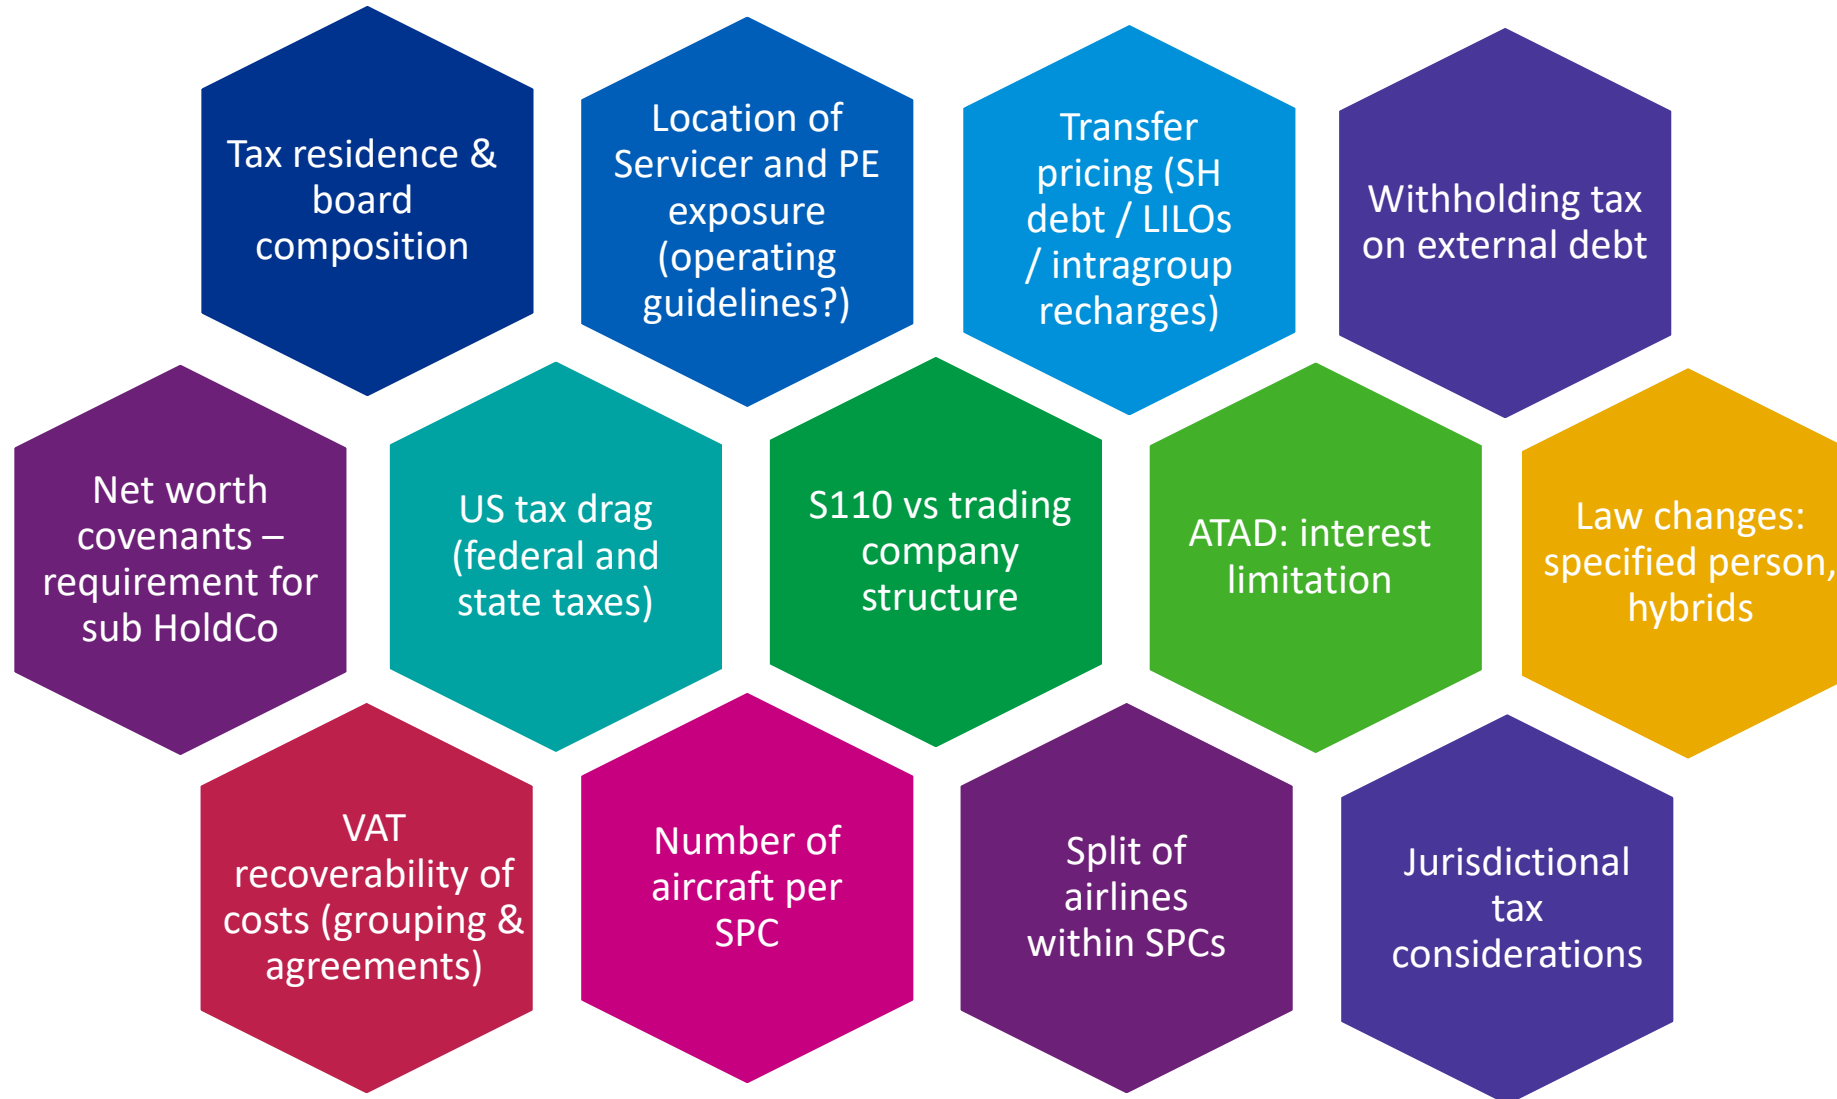 Tax residence &
board
composition
Location of
Servicer and PE
exposure
(operating
guidelines?)
Transfer
pricing (SH
debt / LILOs
/ intragroup
recharges)
Withholding tax
on external debt
Net worth
covenants –
requirement for
sub HoldCo
US tax drag
(federal and
state taxes)
S110 vs trading
company
structure
ATAD: interest
limitation
Law changes:
specified person,
hybrids
VAT
recoverability of
costs (grouping &
agreements)
Number of
aircraft per
SPC
Split of
airlines
within SPCs
Jurisdictional
tax
considerations